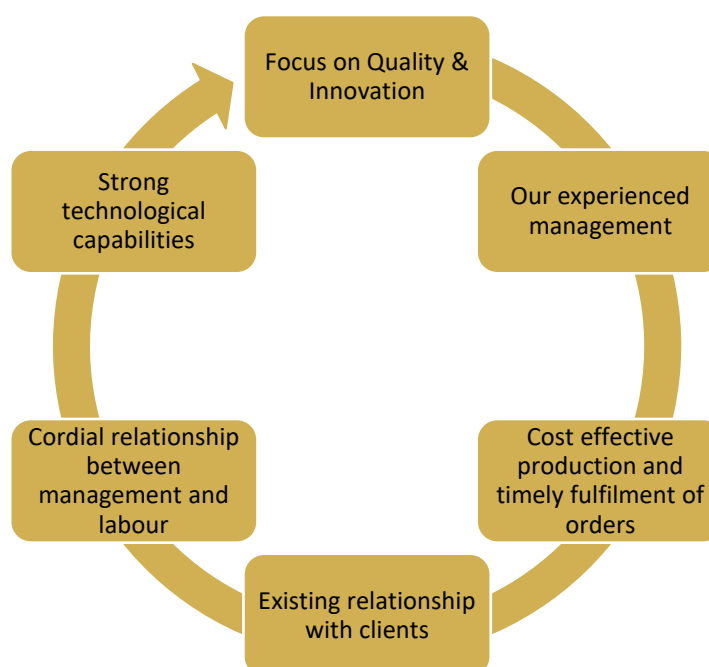 Focus on Quality &
Innovation
Our experienced
management
Cost effective
production and
timely fulfilment of
orders
Existing relationship
with clients
Cordial relationship
between
management and
labour
Strong
technological
capabilities